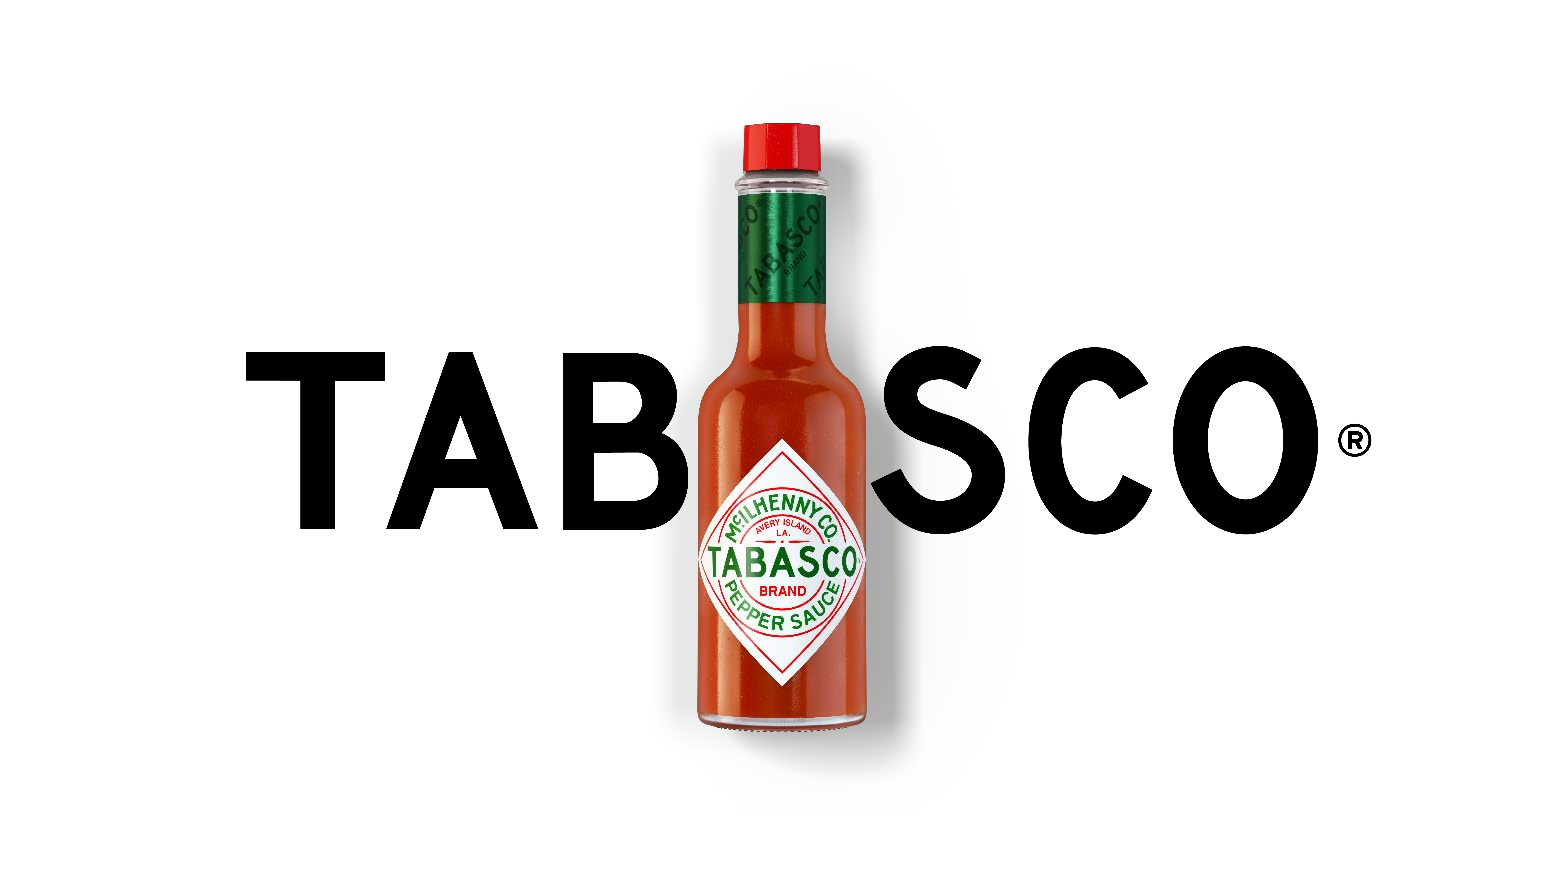 TABASCO
BRAND
TAB SCO®
McILHENNY CO.
AVERY ISLAND
LA.
TABASCO
BRAND
PEPPER SAUCE